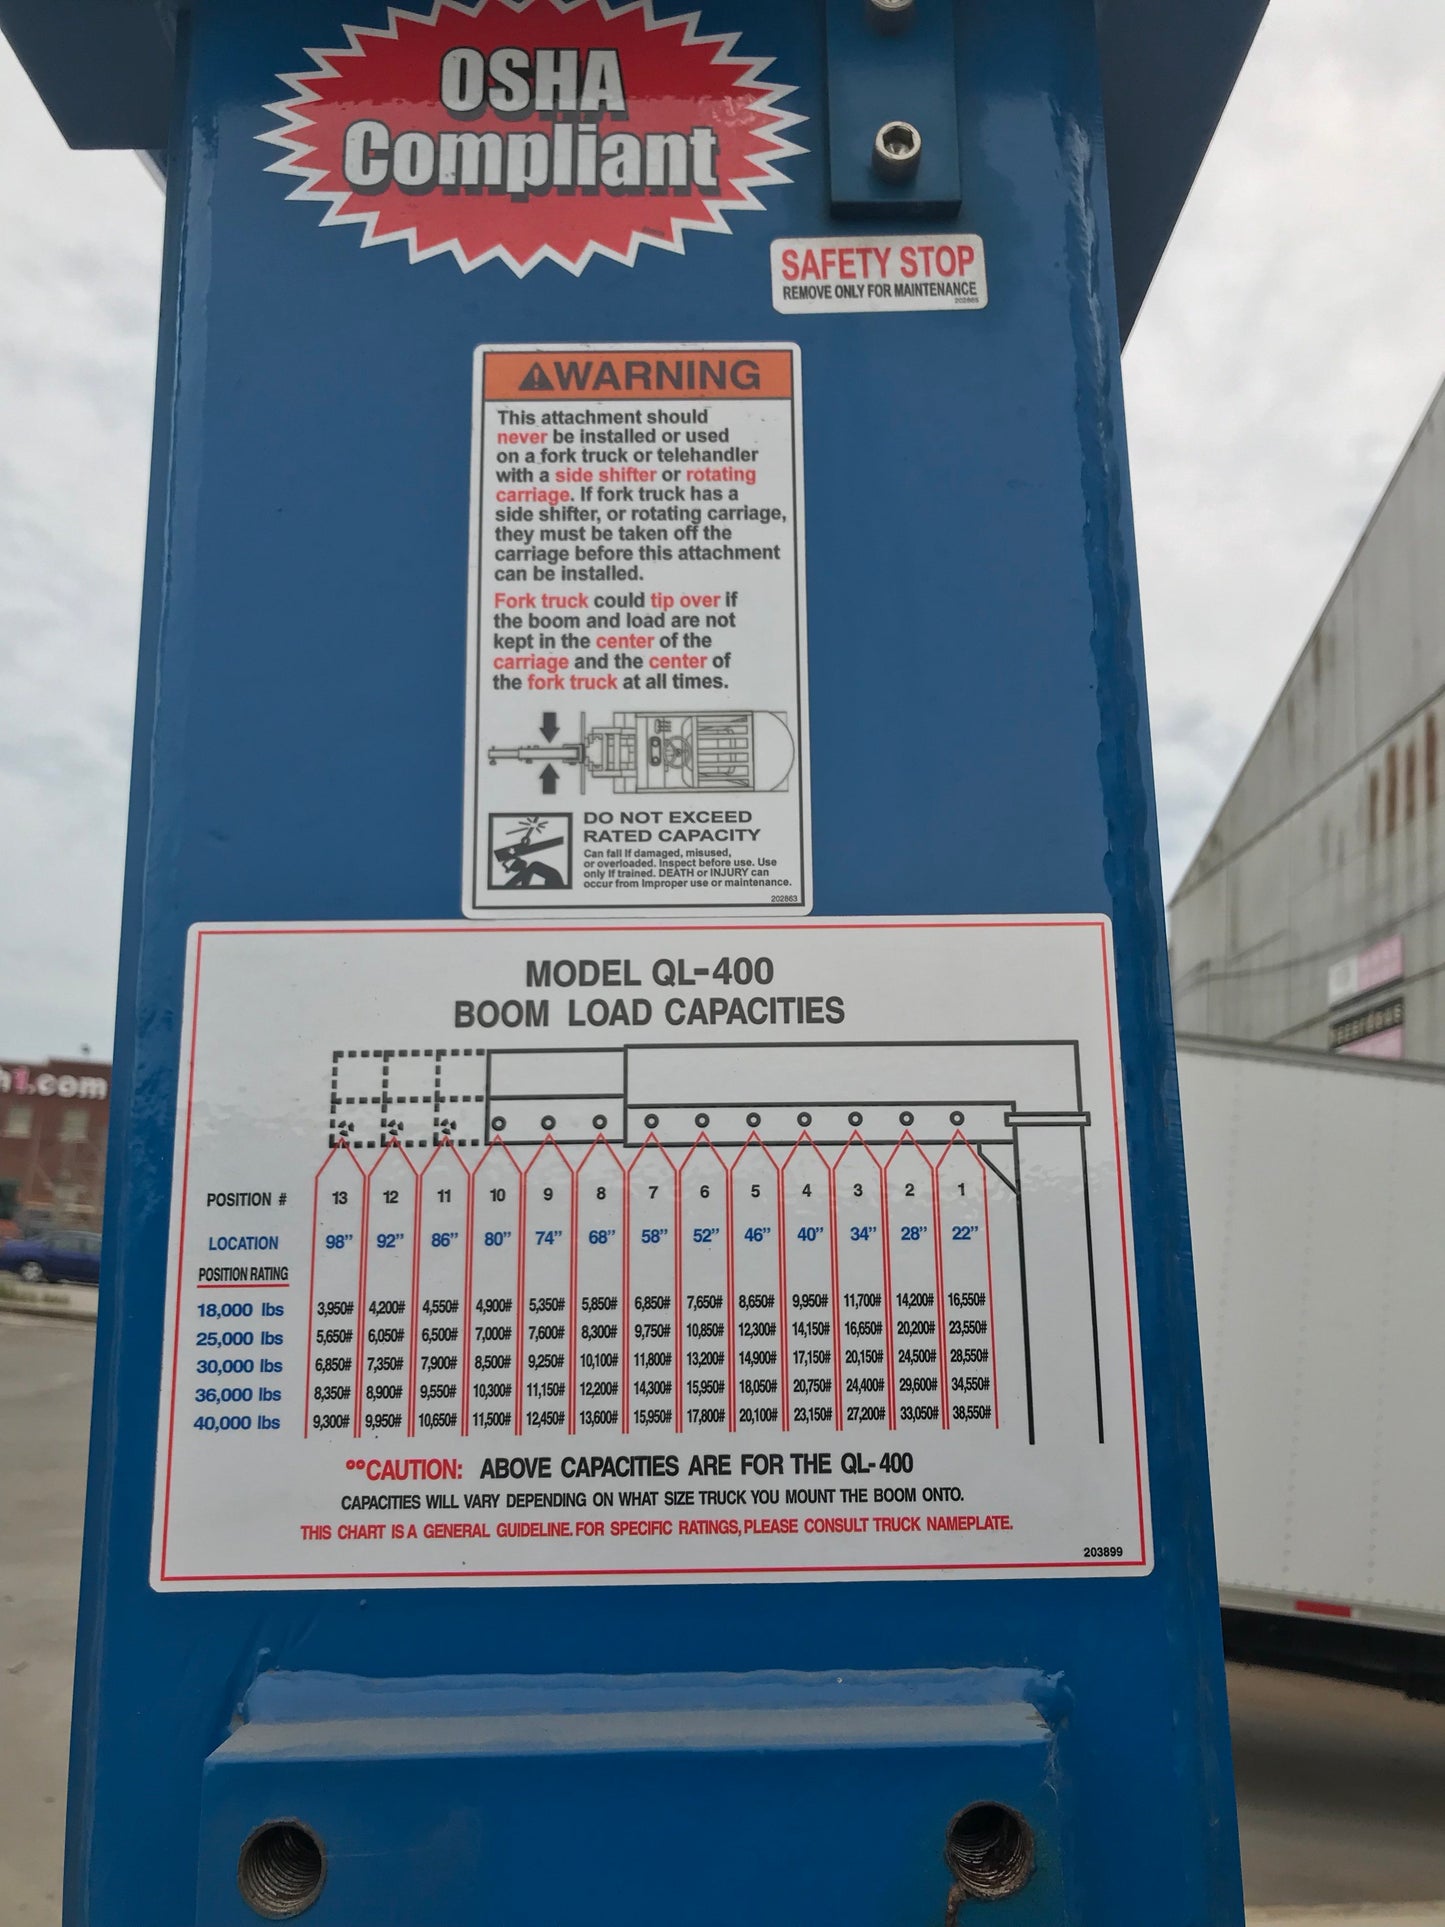 OSHA
Compliant
SAFETY STOP
REMOVE ONLY FOR MAINTENANCE
202865
WARNING
This attachment should
never be installed or used
on a fork truck or telehandler
with a side shifter or rotating
carriage. If fork truck has a
side shifter, or rotating carriage,
they must be taken off the
carriage before this attachment
can be installed.
Fork truck could tip over if
the boom and load are not
kept in the center of the
carriage and the center of
the fork truck at all times.
DO NOT EXCEED
RATED CAPACITY
Can fall if damaged, misused,
or overloaded. Inspect before use. Use
only if trained. DEATH or INJURY can
occur from improper use or maintenance.
202863
MODEL QL-400
BOOM LOAD CAPACITIES
POSITION # 13 12 11 10 9 8 7 6 5 4 3 2 1
LOCATION 98" 92" 86" 80" 74" 68" 58" 52" 46" 40" 34" 28" 22"
POSITION RATING
18,000 lbs 3,950# 4,200# 4,550# 4,900# 5,350# 5,850# 6,850# 7,650# 8,650# 9,950# 11,700# 14,200# 16,550#
25,000 lbs 5,650# 6,050# 6,500# 7,000# 7,600# 8,300# 9,750# 10,850# 12,300# 14,150# 16,650# 20,200# 23,550#
30,000 lbs 6,850# 7,350# 7,900# 8,500# 9,250# 10,100# 11,800# 13,200# 14,900# 17,150# 20,150# 24,500# 28,550#
36,000 lbs 8,350# 8,900# 9,550# 10,300# 11,150# 12,200# 14,300# 15,950# 18,050# 20,750# 24,400# 29,600# 34,550#
40,000 lbs 9,300# 9,950# 10,650# 11,500# 12,450# 13,600# 15,950# 17,800# 20,100# 23,150# 27,200# 33,050# 38,550#
°°CAUTION: ABOVE CAPACITIES ARE FOR THE QL-400
CAPACITIES WILL VARY DEPENDING ON WHAT SIZE TRUCK YOU MOUNT THE BOOM ONTO.
THIS CHART IS A GENERAL GUIDELINE. FOR SPECIFIC RATINGS, PLEASE CONSULT TRUCK NAMEPLATE.
203899
h1.com